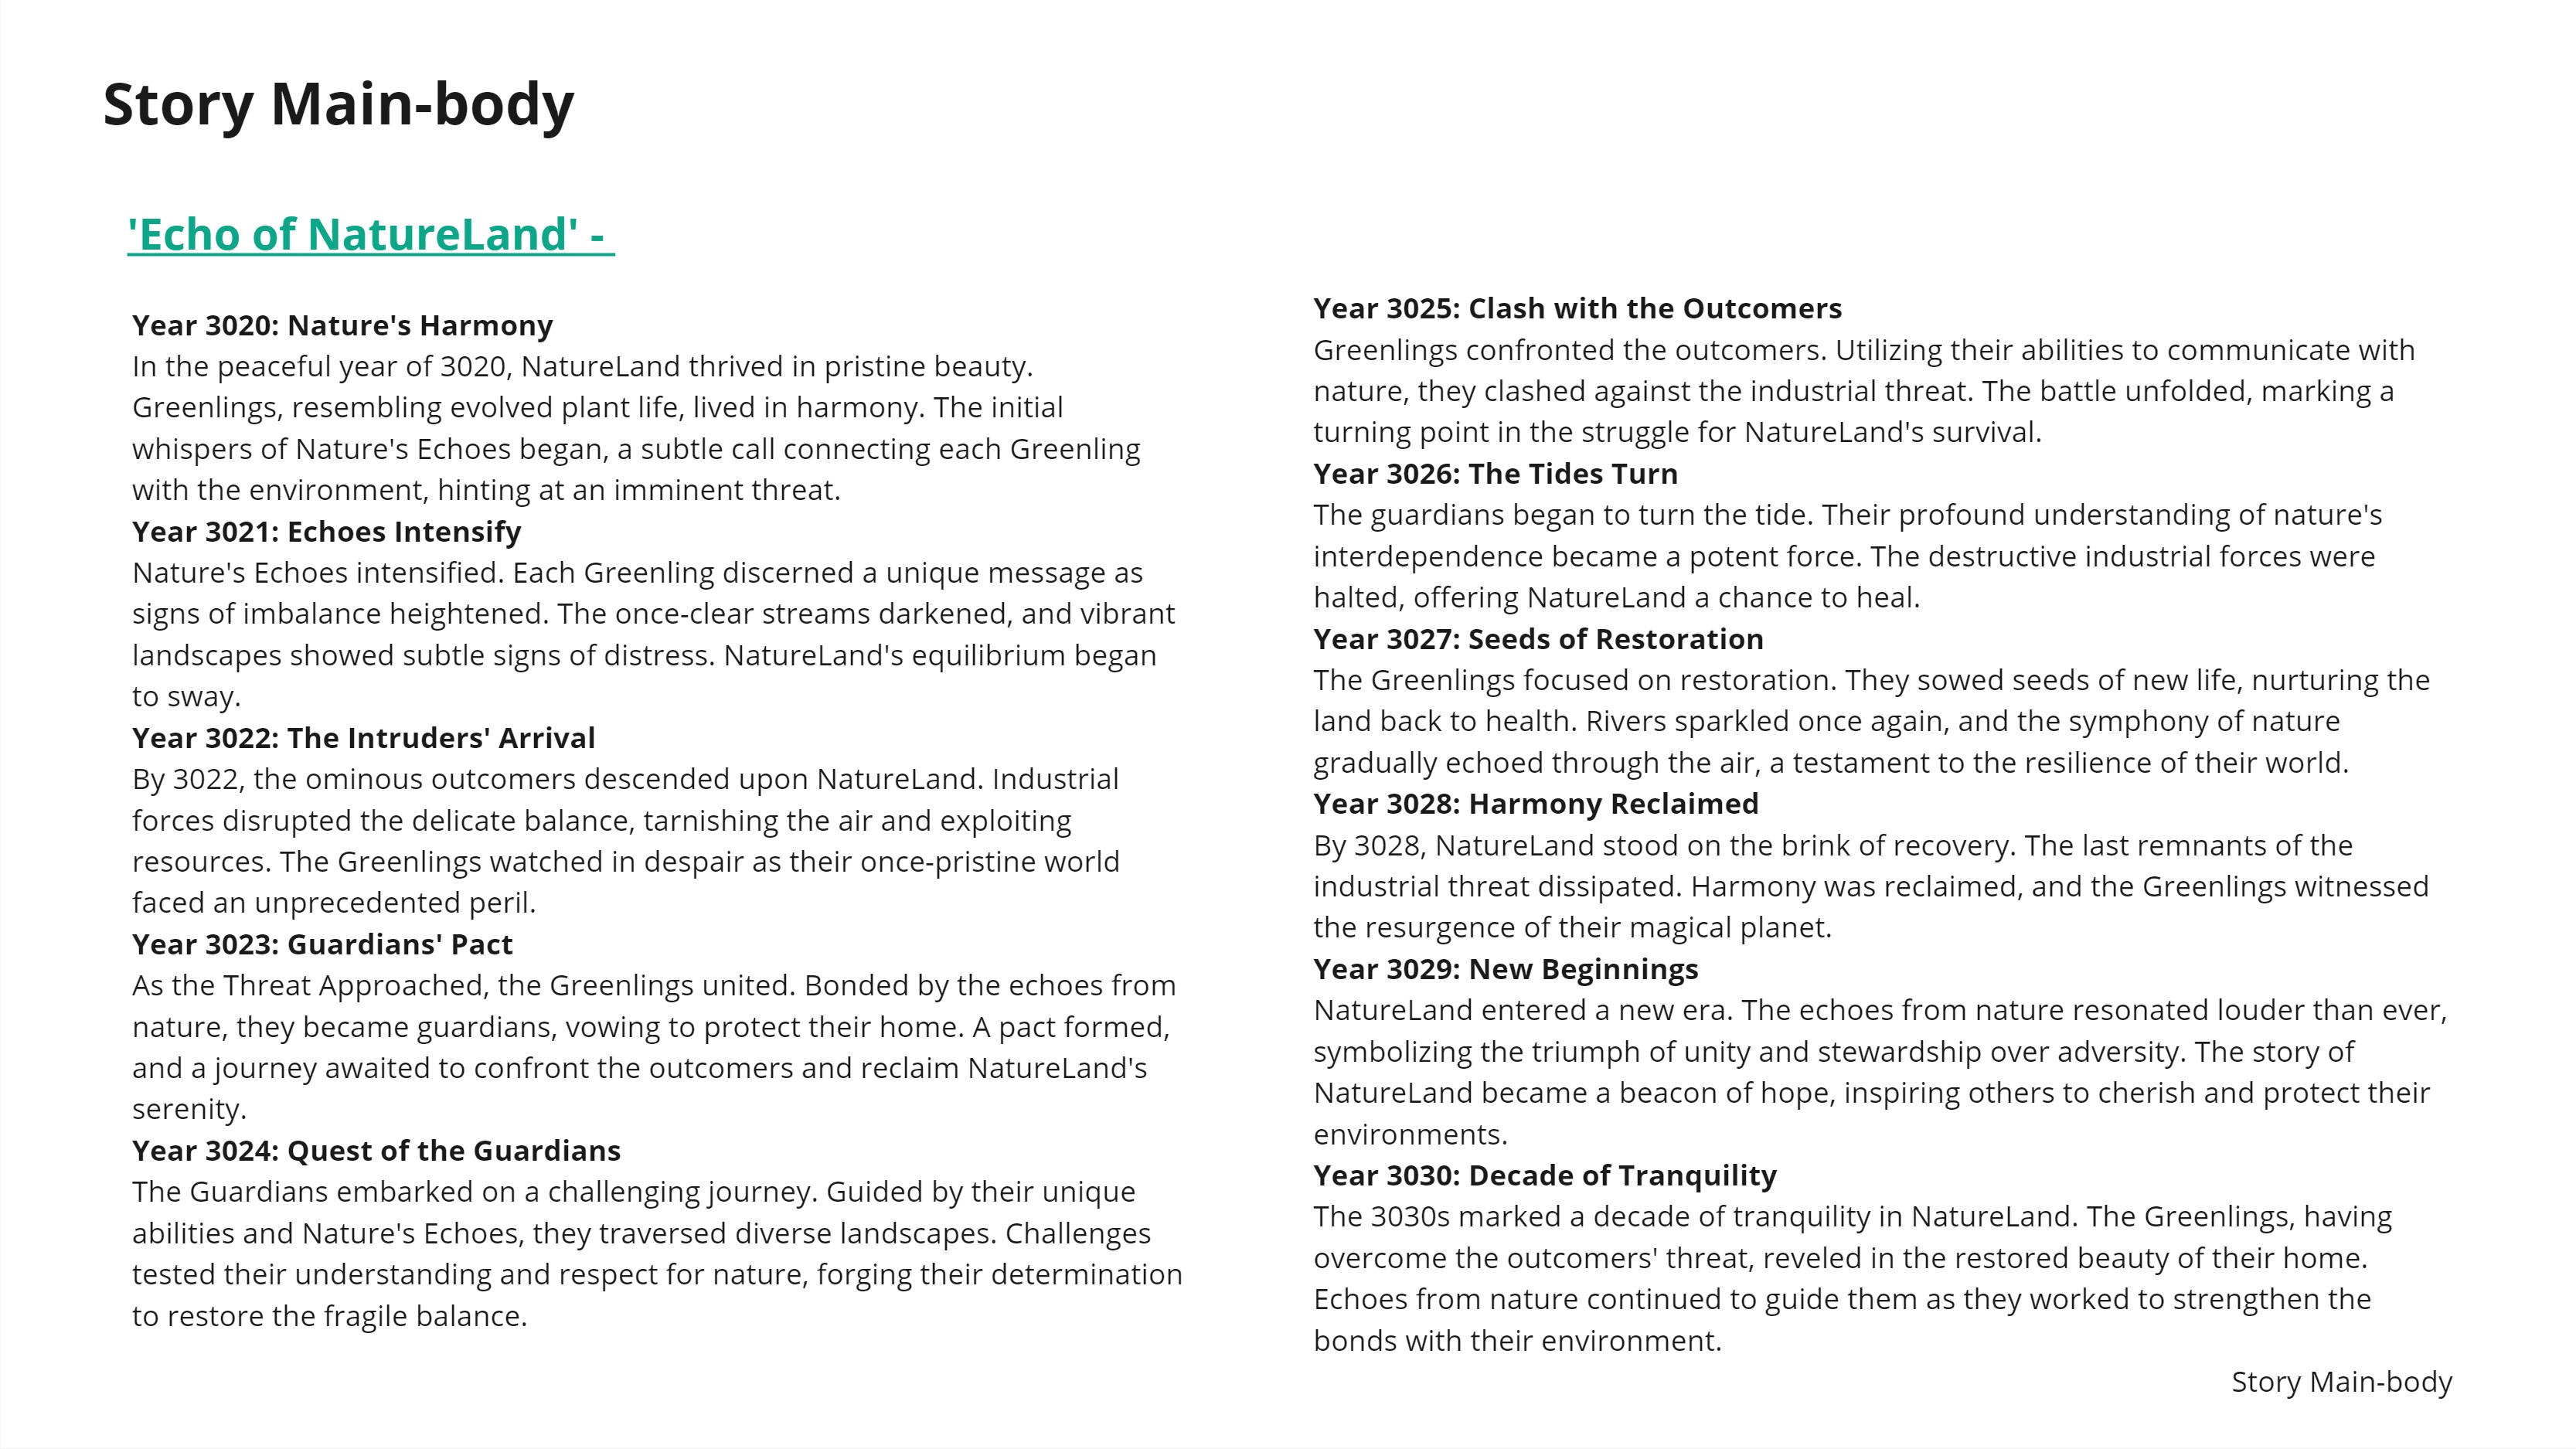 Story Main-body
'Echo of NatureLand' -
Year 3020: Nature's Harmony
In the peaceful year of 3020, NatureLand thrived in pristine beauty.
Greenlings, resembling evolved plant life, lived in harmony. The initial
whispers of Nature's Echoes began, a subtle call connecting each Greenling
with the environment, hinting at an imminent threat.
Year 3021: Echoes Intensify
Nature's Echoes intensified. Each Greenling discerned a unique message as
signs of imbalance heightened. The once-clear streams darkened, and vibrant
landscapes showed subtle signs of distress. NatureLand's equilibrium began
to sway.
Year 3022: The Intruders' Arrival
By 3022, the ominous outcomers descended upon NatureLand. Industrial
forces disrupted the delicate balance, tarnishing the air and exploiting
resources. The Greenlings watched in despair as their once-pristine world
faced an unprecedented peril.
Year 3023: Guardians' Pact
As the Threat Approached, the Greenlings united. Bonded by the echoes from
nature, they became guardians, vowing to protect their home. A pact formed,
and a journey awaited to confront the outcomers and reclaim NatureLand's
serenity.
Year 3024: Quest of the Guardians
The Guardians embarked on a challenging journey. Guided by their unique
abilities and Nature's Echoes, they traversed diverse landscapes. Challenges
tested their understanding and respect for nature, forging their determination
to restore the fragile balance.
Year 3025: Clash with the Outcomers
Greenlings confronted the outcomers. Utilizing their abilities to communicate with
nature, they clashed against the industrial threat. The battle unfolded, marking a
turning point in the struggle for NatureLand's survival.
Year 3026: The Tides Turn
The guardians began to turn the tide. Their profound understanding of nature's
interdependence became a potent force. The destructive industrial forces were
halted, offering NatureLand a chance to heal.
Year 3027: Seeds of Restoration
The Greenlings focused on restoration. They sowed seeds of new life, nurturing the
land back to health. Rivers sparkled once again, and the symphony of nature
gradually echoed through the air, a testament to the resilience of their world.
Year 3028: Harmony Reclaimed
By 3028, NatureLand stood on the brink of recovery. The last remnants of the
industrial threat dissipated. Harmony was reclaimed, and the Greenlings witnessed
the resurgence of their magical planet.
Year 3029: New Beginnings
NatureLand entered a new era. The echoes from nature resonated louder than ever,
symbolizing the triumph of unity and stewardship over adversity. The story of
NatureLand became a beacon of hope, inspiring others to cherish and protect their
environments.
Year 3030: Decade of Tranquility
The 3030s marked a decade of tranquility in NatureLand. The Greenlings, having
overcome the outcomers' threat, reveled in the restored beauty of their home.
Echoes from nature continued to guide them as they worked to strengthen the
bonds with their environment.
Story Main-body